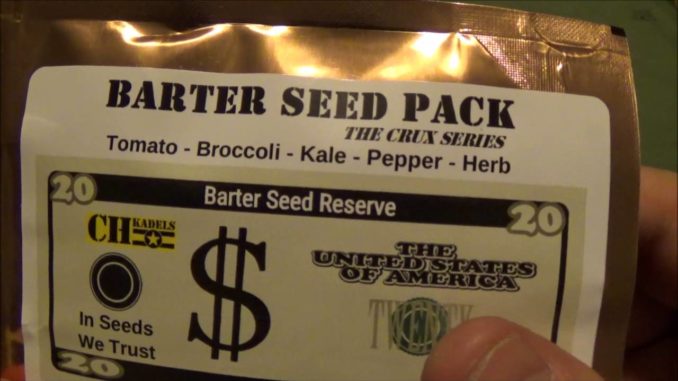 BARTER SEED PACK
THE CRUX SERIES
Tomato - Broccoli - Kale - Pepper - Herb
20
Barter Seed Reserve
20
CH KADELS
$
THE
UNITED STATES
OF AMERICA
TWENTY
In Seeds
We Trust
20